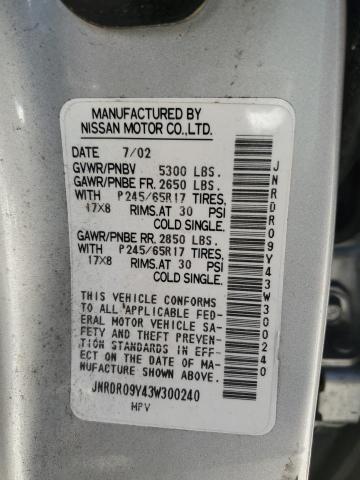 MANUFACTURED BY
NISSAN MOTOR CO.,LTD.
DATE 7/02
GVWR/PNBV 5300 LBS.
GAWR/PNBE FR. 2650 LBS.
WITH P245/65R17 TIRES,
17X8 RIMS.AT 30 PSI
COLD SINGLE.
GAWR/PNBE RR. 2850 LBS.
WITH P245/65R17 TIRES,
17X8 RIMS.AT 30 PSI
COLD SINGLE.
THIS VEHICLE CONFORMS
TO ALL APPLICABLE FED-
ERAL MOTOR VEHICLE SA-
FETY AND THEFT PREVEN-
TION STANDARDS IN EFF-
ECT ON THE DATE OF MA-
NUFACTURE SHOWN ABOVE.
JNRDR09Y43W300240
MPV
JNRDR09Y43W300240